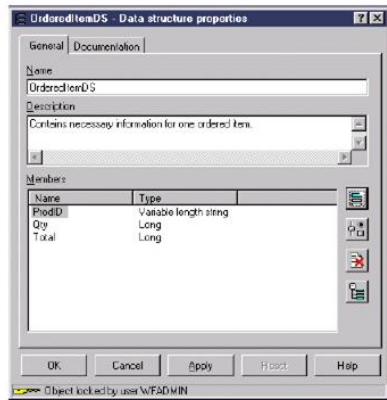 OrderedItemDS - Data structure properties
General Documentation
Name
OrderedItemDS
Description
Contains necessary information for one ordered item.
Members
Name Type
ProdID Variable length string
Qty Long
Total Long
OK Cancel Apply Reset Help
Object locked by user WFADMIN